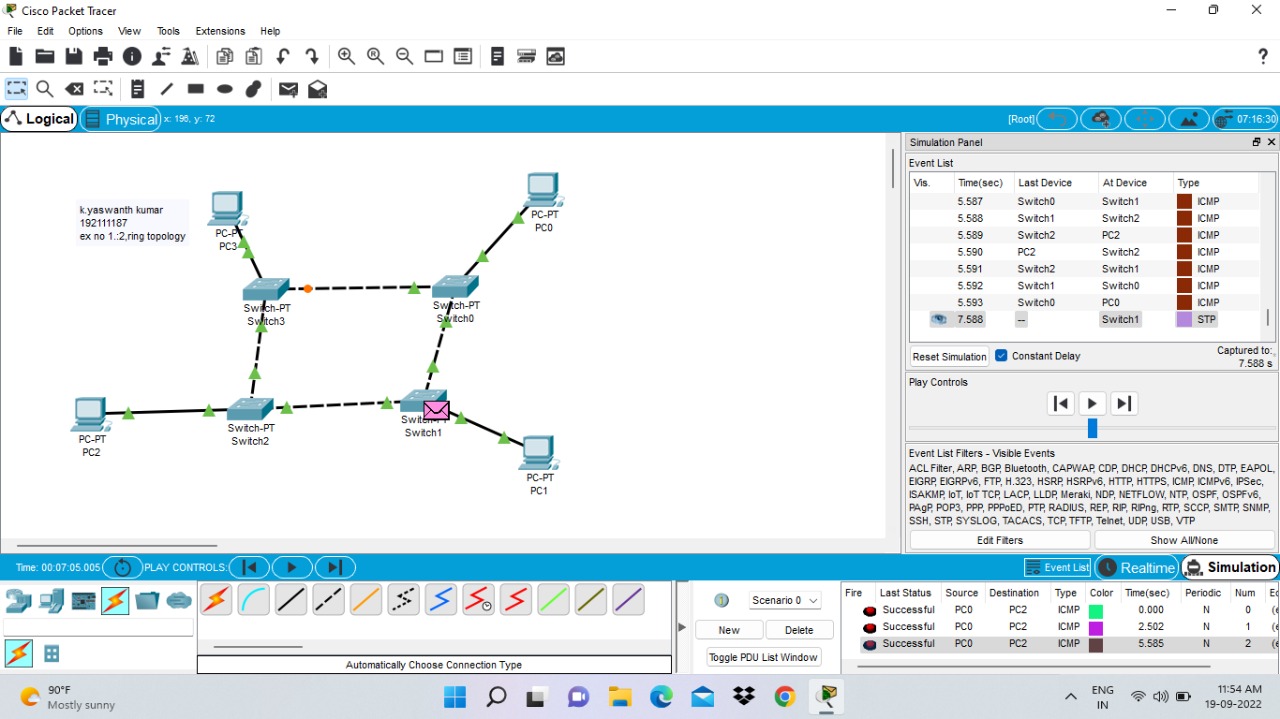 Cisco Packet Tracer
File Edit Options View Tools Extensions Help
?
Logical Physical x: 196, y: 72 [Root] 07:16:30
k.yaswanth kumar
192111187
ex no 1.:2,ring topology
PC-PT
PC3
PC-PT
PC0
Switch-PT
Switch3
Switch-PT
Switch0
PC-PT
PC2
Switch-PT
Switch2
Switch-PT
Switch1
PC-PT
PC1
Simulation Panel
Event List
Vis. Time(sec) Last Device At Device Type
5.587 Switch0 Switch1 ICMP
5.588 Switch1 Switch2 ICMP
5.589 Switch2 PC2 ICMP
5.590 PC2 Switch2 ICMP
5.591 Switch2 Switch1 ICMP
5.592 Switch1 Switch0 ICMP
5.593 Switch0 PC0 ICMP
7.588 -- Switch1 STP
Reset Simulation Constant Delay Captured to:
7.588 s
Play Controls
Event List Filters - Visible Events
ACL Filter, ARP, BGP, Bluetooth, CAPWAP, CDP, DHCP, DHCPv6, DNS, DTP, EAPOL,
EIGRP, EIGRPv6, FTP, H.323, HSRP, HSRPv6, HTTP, HTTPS, ICMP, ICMPv6, IPSec,
ISAKMP, IoT, IoT TCP, LACP, LLDP, Meraki, NDP, NETFLOW, NTP, OSPF, OSPFv6,
PAgP, POP3, PPP, PPPoED, PTP, RADIUS, REP, RIP, RIPng, RTP, SCCP, SMTP, SNMP,
SSH, STP, SYSLOG, TACACS, TCP, TFTP, Telnet, UDP, USB, VTP
Edit Filters Show All/None
Time: 00:07:05.005 PLAY CONTROLS: Event List Realtime Simulation
Scenario 0
New Delete
Toggle PDU List Window
Automatically Choose Connection Type
Fire Last Status Source Destination Type Color Time(sec) Periodic Num
Successful PC0 PC2 ICMP 0.000 N 0
Successful PC0 PC2 ICMP 2.502 N 1
Successful PC0 PC2 ICMP 5.585 N 2
90°F
Mostly sunny
ENG
IN
11:54 AM
19-09-2022